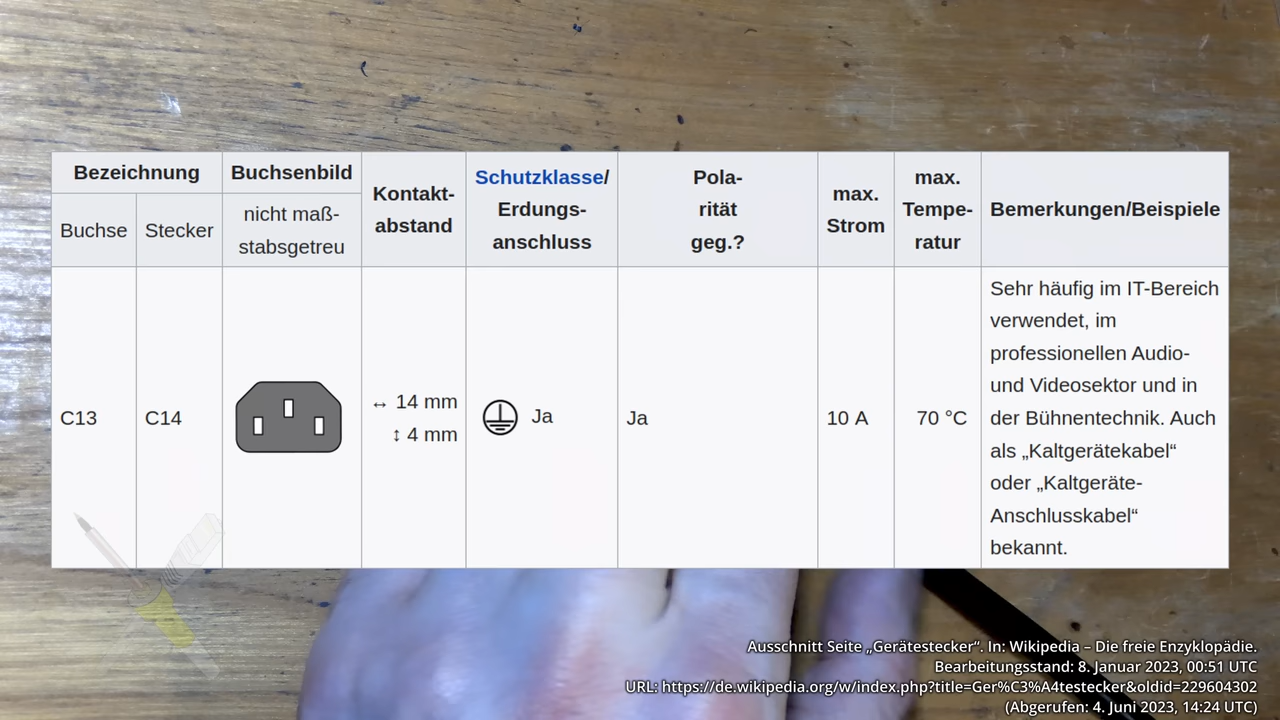 Bezeichnung
Buchsenbild
Kontakt-
abstand
Schutzklasse/
Erdungs-
anschluss
Pola-
rität
geg.?
max.
Strom
max.
Tempe-
ratur
Bemerkungen/Beispiele
Buchse
Stecker
nicht maß-
stabsgetreu
C13
C14
↔ 14 mm
↕ 4 mm
Ja
Ja
10 A
70 °C
Sehr häufig im IT-Bereich
verwendet, im
professionellen Audio-
und Videosektor und in
der Bühnentechnik. Auch
als „Kaltgerätekabel“
oder „Kaltgeräte-
Anschlusskabel“
bekannt.
Ausschnitt Seite „Gerätestecker“. In: Wikipedia – Die freie Enzyklopädie.
Bearbeitungsstand: 8. Januar 2023, 00:51 UTC
URL: https://de.wikipedia.org/w/index.php?title=Ger%C3%A4testecker&oldid=229604302
(Abgerufen: 4. Juni 2023, 14:24 UTC)